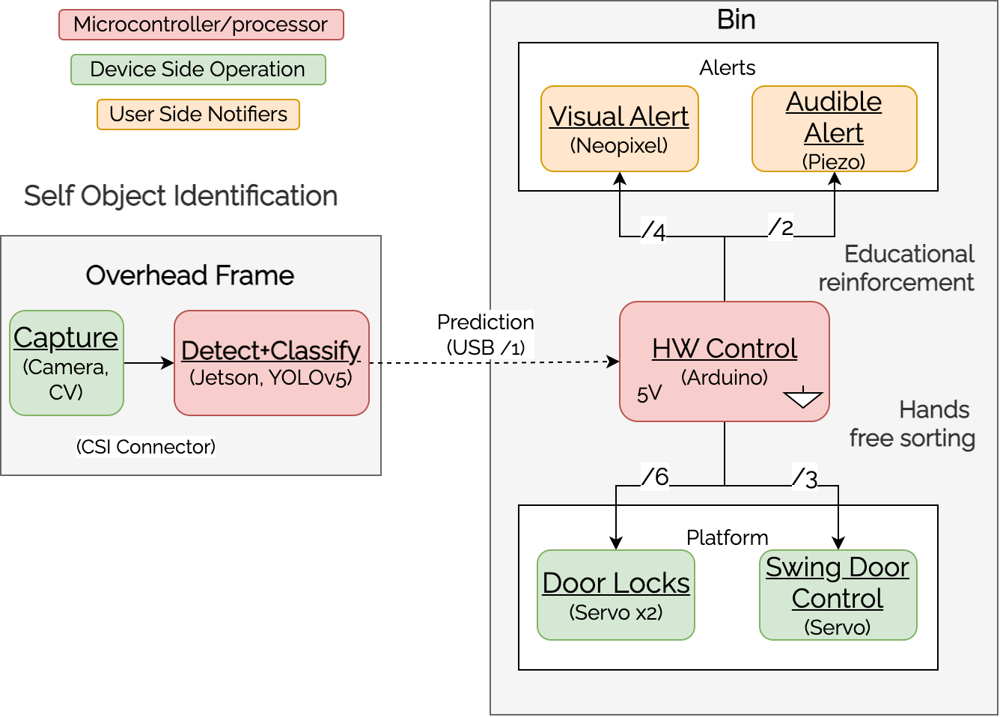 Microcontroller/processor
Device Side Operation
User Side Notifiers
Self Object Identification
Overhead Frame
Capture
(Camera,
CV)
Detect+Classify
(Jetson, YOLOv5)
(CSI Connector)
Prediction
(USB /1)
Bin
Alerts
Visual Alert
(Neopixel)
Audible
Alert
(Piezo)
/4
/2
Educational
reinforcement
HW Control
(Arduino)
5V
Hands
free sorting
/6
/3
Platform
Door Locks
(Servo x2)
Swing Door
Control
(Servo)